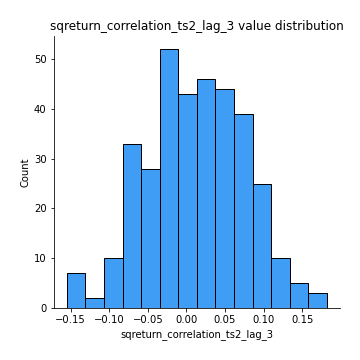 sqreturn_correlation_ts2_lag_3 value distribution
50
40
30
20
10
0
Count
−0.15 −0.10 −0.05 0.00 0.05 0.10 0.15
sqreturn_correlation_ts2_lag_3